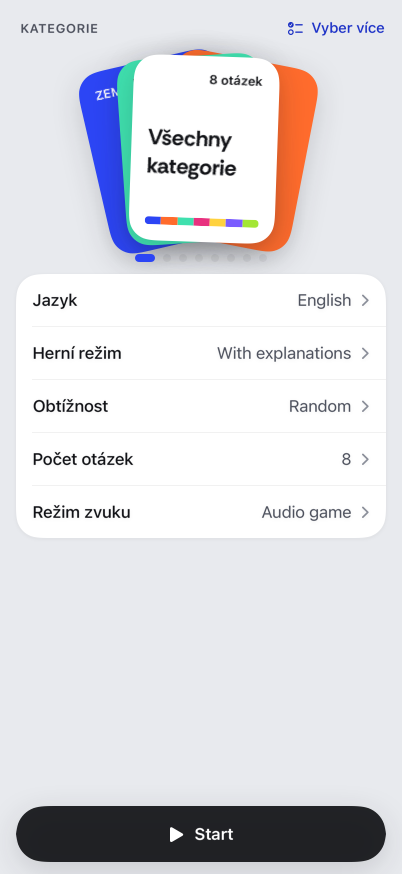 KATEGORIE
Vyber více
8 otázek
Všechny
kategorie
Jazyk
English
Herní režim
With explanations
Obtížnost
Random
Počet otázek
8
Režim zvuku
Audio game
Start